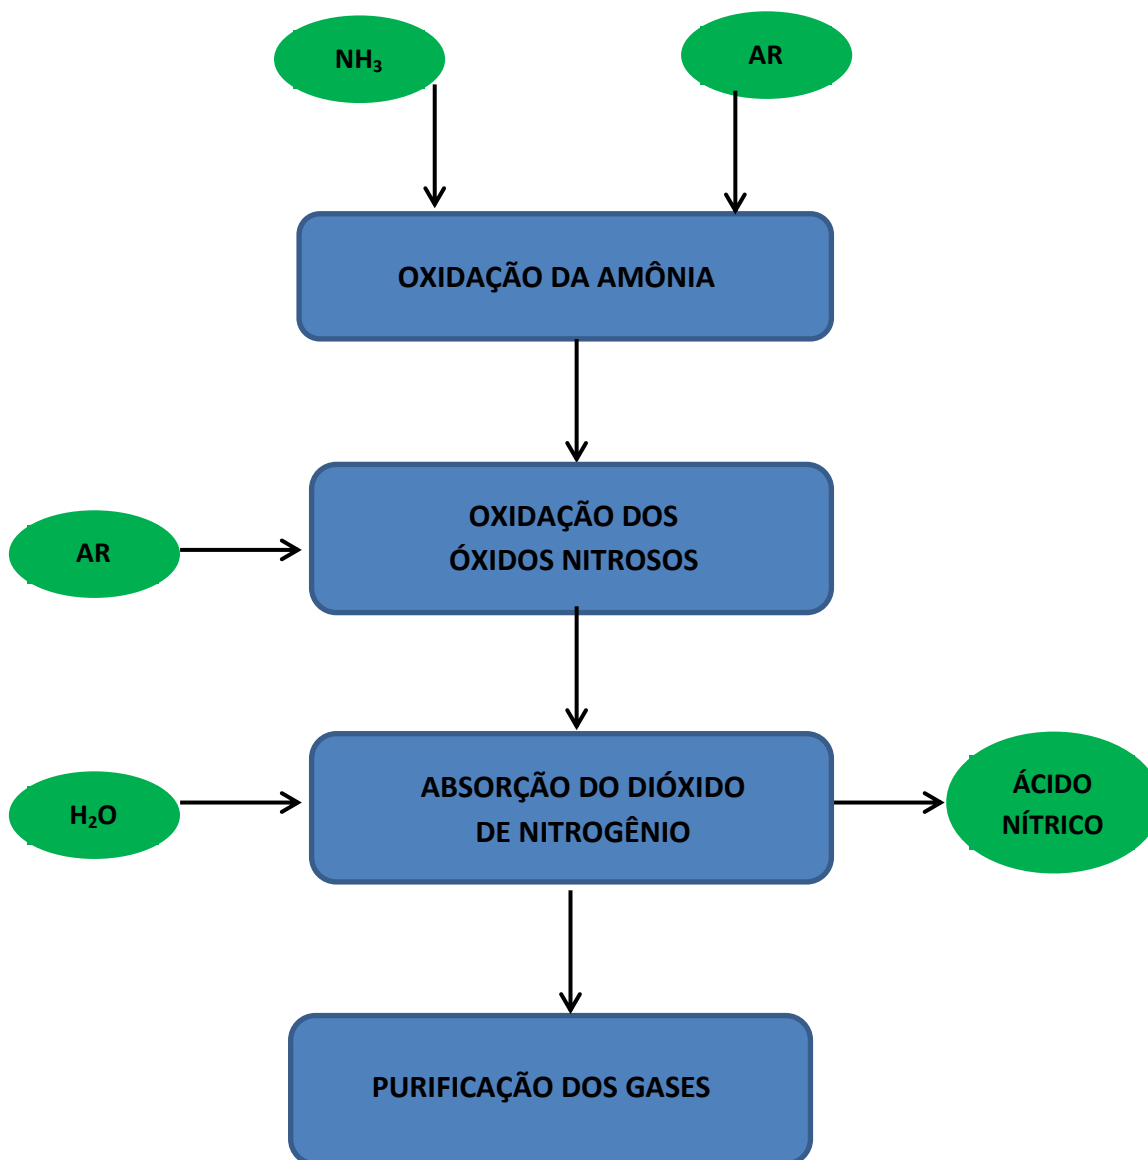 NH₃
AR
OXIDAÇÃO DA AMÔNIA
OXIDAÇÃO DOS
ÓXIDOS NITROSOS
AR
ABSORÇÃO DO DIÓXIDO
DE NITROGÊNIO
H₂O
ÁCIDO
NÍTRICO
PURIFICAÇÃO DOS GASES